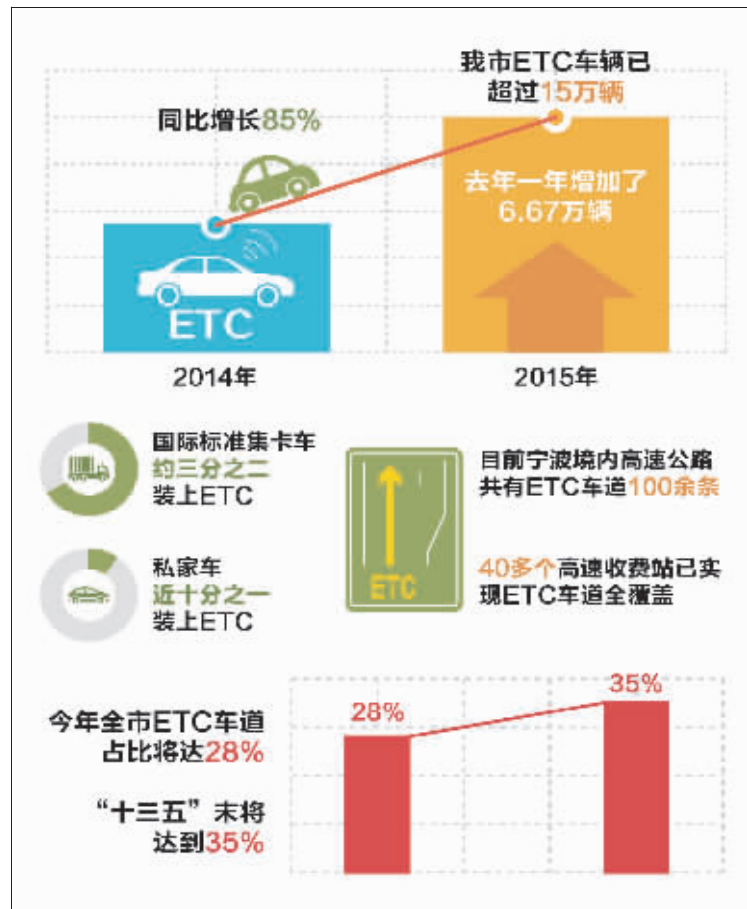 我市ETC车辆已
超过15万辆
同比增长85%
去年一年增加了
6.67万辆
ETC
2014年
2015年
国际标准集卡车
约三分之二
装上ETC
私家车
近十分之一
装上ETC
ETC
目前宁波境内高速公路
共有ETC车道100余条
40多个高速收费站已实
现ETC车道全覆盖
今年全市ETC车道
占比将达28%
“十三五”末将
达到35%
28%
35%